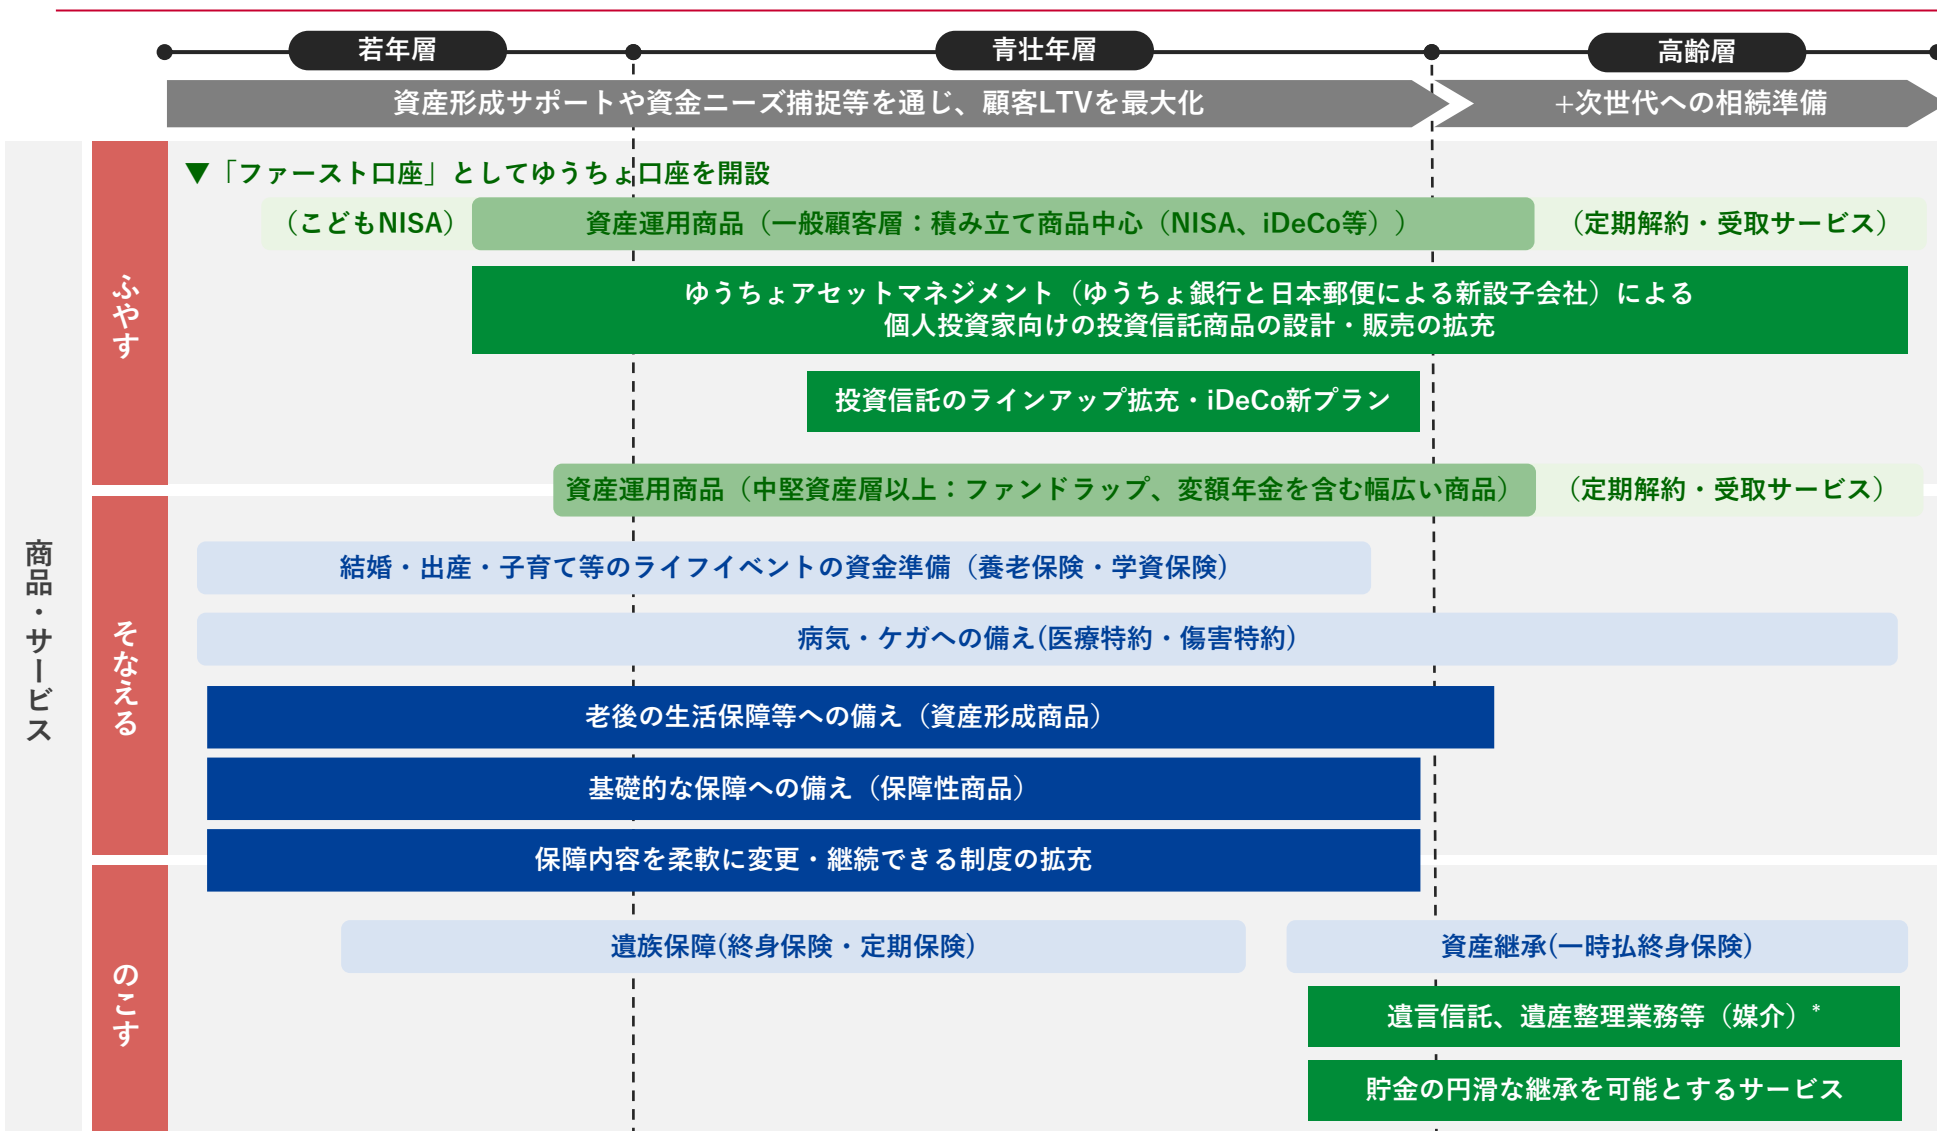 若年層
青壮年層
高齢層
資産形成サポートや資金ニーズ捕捉等を通じ、顧客LTVを最大化
+次世代への相続準備
商品・サービス
ふやす
▼「ファースト口座」としてゆうちょ口座を開設
（こどもNISA）
資産運用商品（一般顧客層：積み立て商品中心（NISA、iDeCo等））
（定期解約・受取サービス）
ゆうちょアセットマネジメント（ゆうちょ銀行と日本郵便による新設子会社）による
個人投資家向けの投資信託商品の設計・販売の拡充
投資信託のラインアップ拡充・iDeCo新プラン
資産運用商品（中堅資産層以上：ファンドラップ、変額年金を含む幅広い商品）
（定期解約・受取サービス）
そなえる
結婚・出産・子育て等のライフイベントの資金準備（養老保険・学資保険）
病気・ケガへの備え(医療特約・傷害特約)
老後の生活保障等への備え（資産形成商品）
基礎的な保障への備え（保障性商品）
保障内容を柔軟に変更・継続できる制度の拡充
のこす
遺族保障(終身保険・定期保険)
資産継承(一時払終身保険)
遺言信託、遺産整理業務等（媒介）*
貯金の円滑な継承を可能とするサービス